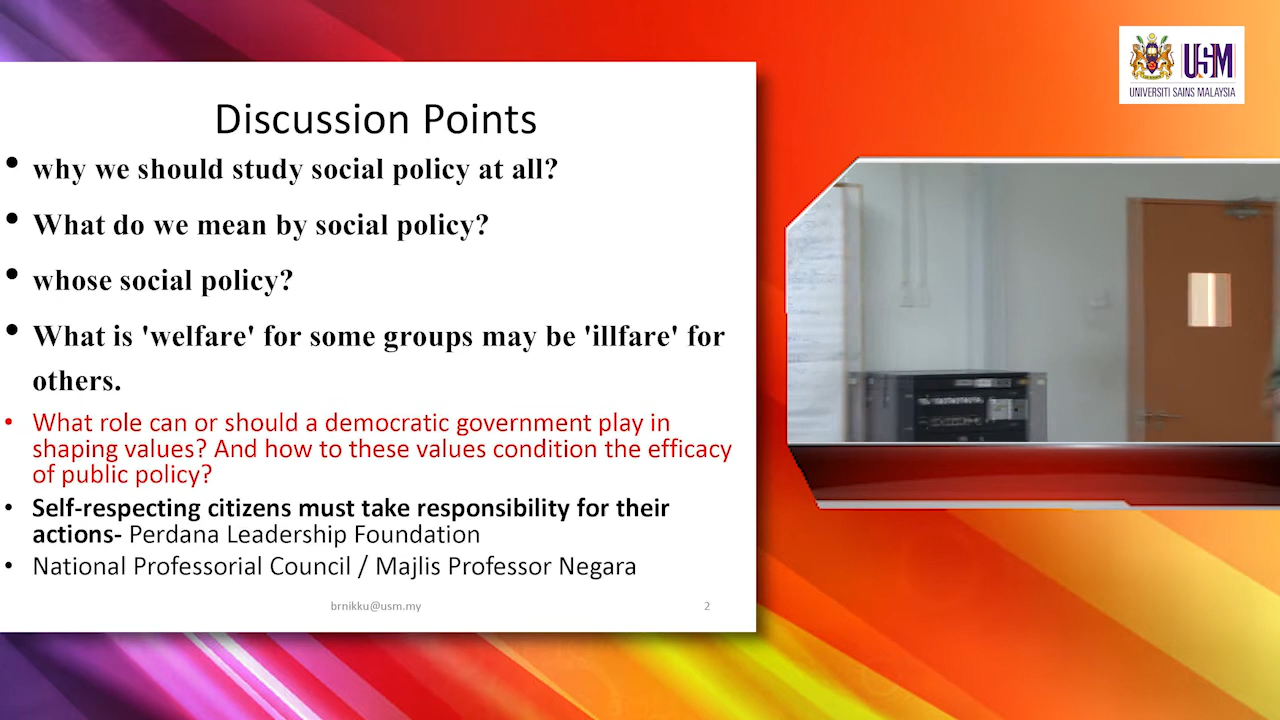 Discussion Points
• why we should study social policy at all?
• What do we mean by social policy?
• whose social policy?
• What is 'welfare' for some groups may be 'illfare' for
others.
• What role can or should a democratic government play in
shaping values? And how to these values condition the efficacy
of public policy?
• Self-respecting citizens must take responsibility for their
actions- Perdana Leadership Foundation
• National Professorial Council / Majlis Professor Negara
brnikku@usm.my 2
USM
UNIVERSITI SAINS MALAYSIA